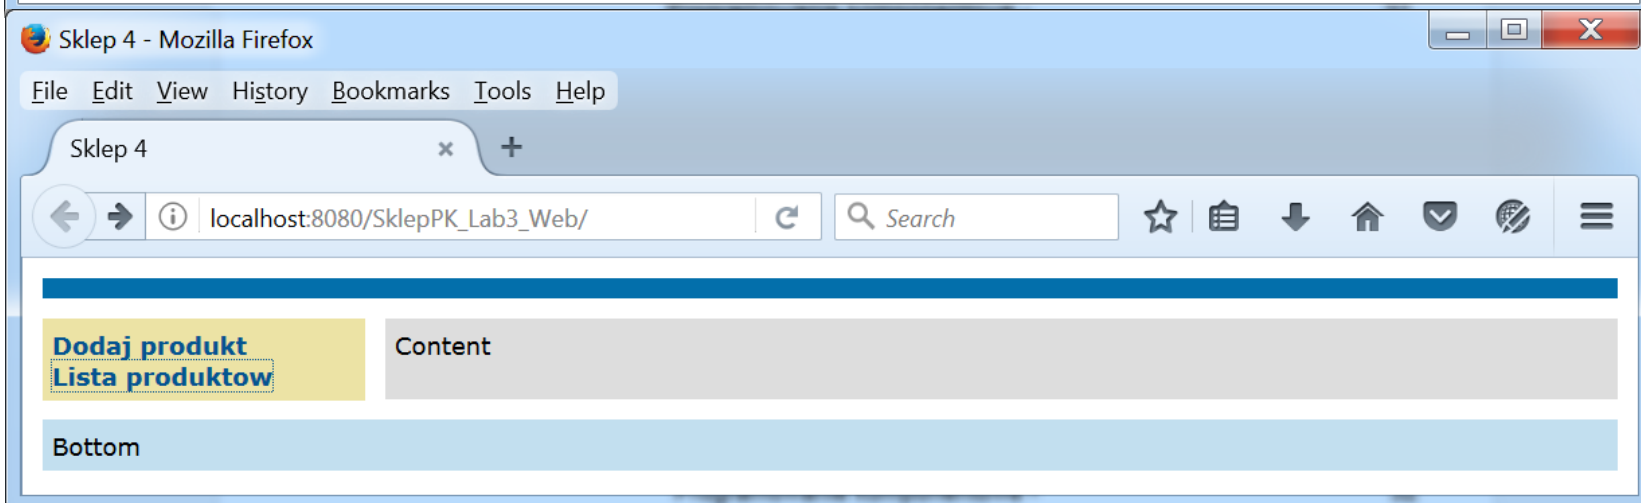 Sklep 4 - Mozilla Firefox
File Edit View History Bookmarks Tools Help
Sklep 4
localhost:8080/SklepPK_Lab3_Web/
Search
Dodaj produkt
Content
Lista produktow
Bottom